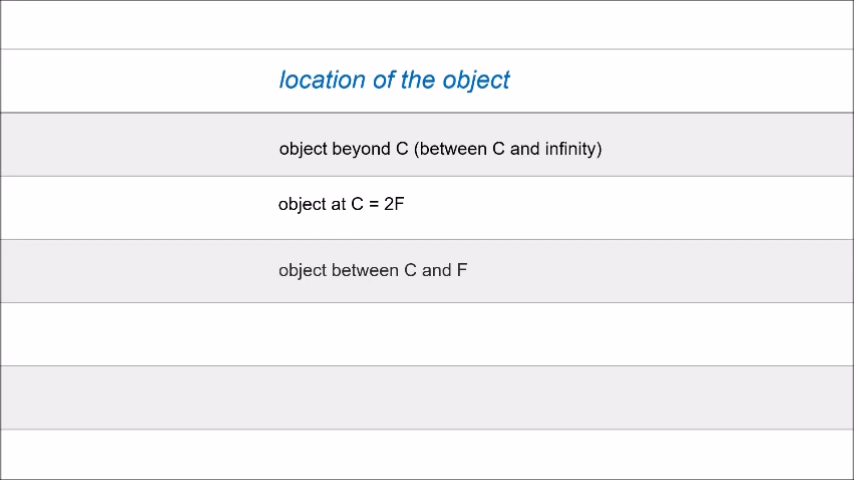 location of the object
object beyond C (between C and infinity)
object at C = 2F
object between C and F